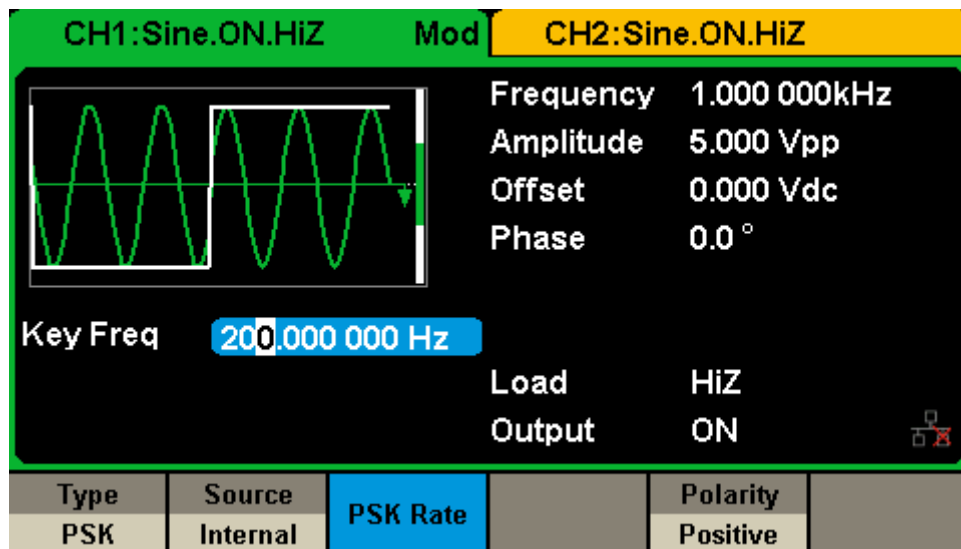 CH1:Sine.ON.HiZ Mod CH2:Sine.ON.HiZ
Frequency 1.000 000kHz
Amplitude 5.000 Vpp
Offset 0.000 Vdc
Phase 0.0 °
Key Freq 200.000 000 Hz
Load HiZ
Output ON
Type Source PSK Rate Polarity
PSK Internal Positive